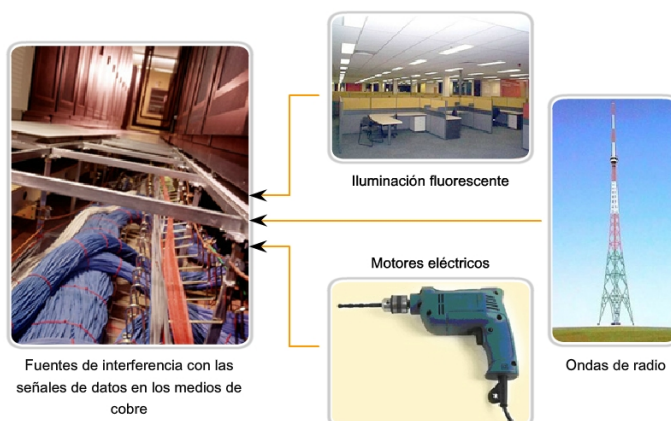 Iluminación fluorescente
Motores eléctricos
Ondas de radio
Fuentes de interferencia con las
señales de datos en los medios de
cobre